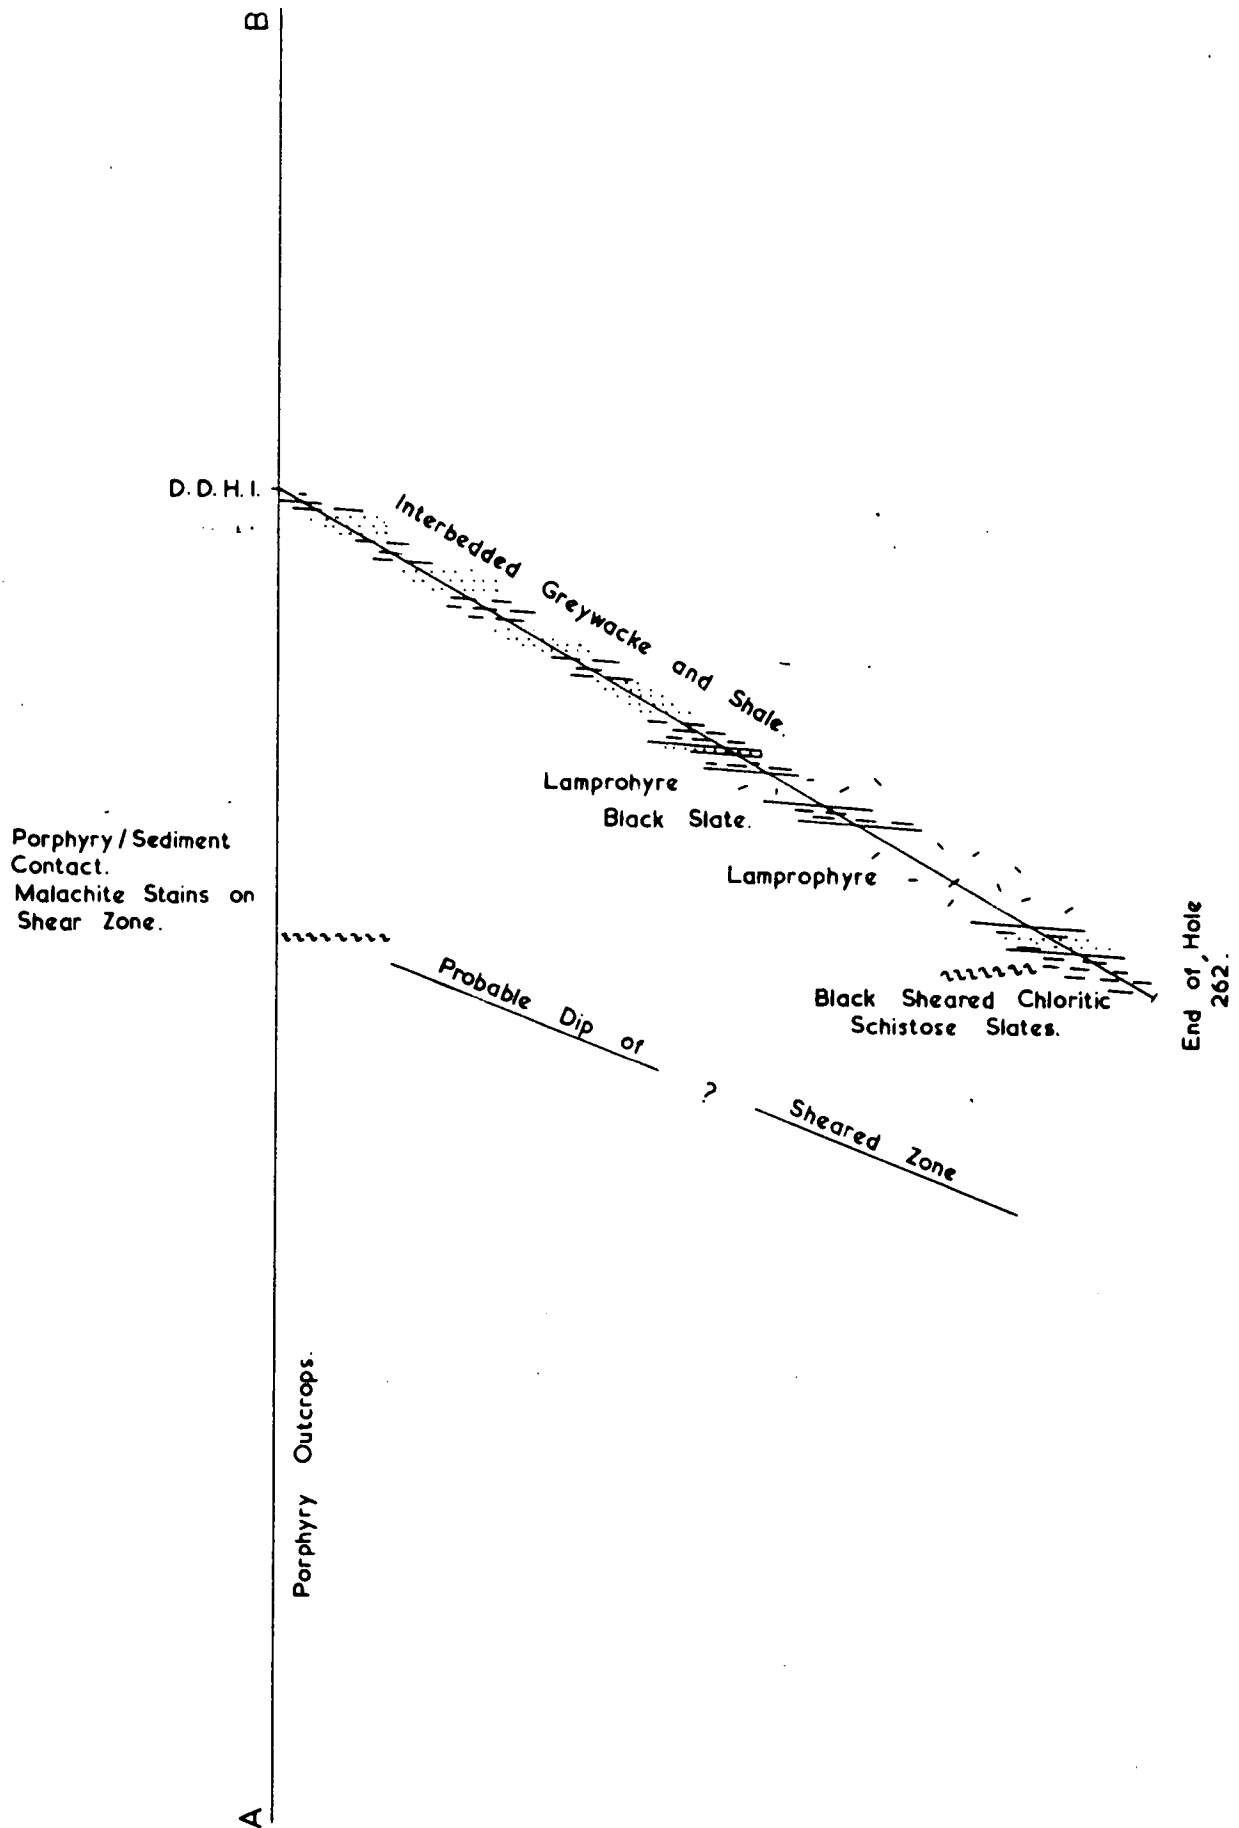 B
D.D.H.I.
Interbedded Greywacke and Shale.
Lamprohyre
Black Slate.
Porphyry / Sediment
Contact.
Malachite Stains on
Shear Zone.
Lamprophyre
End of Hole
262.
Black Sheared Chloritic
Schistose Slates.
Probable Dip of
?
Sheared Zone
Porphyry Outcrops.
A